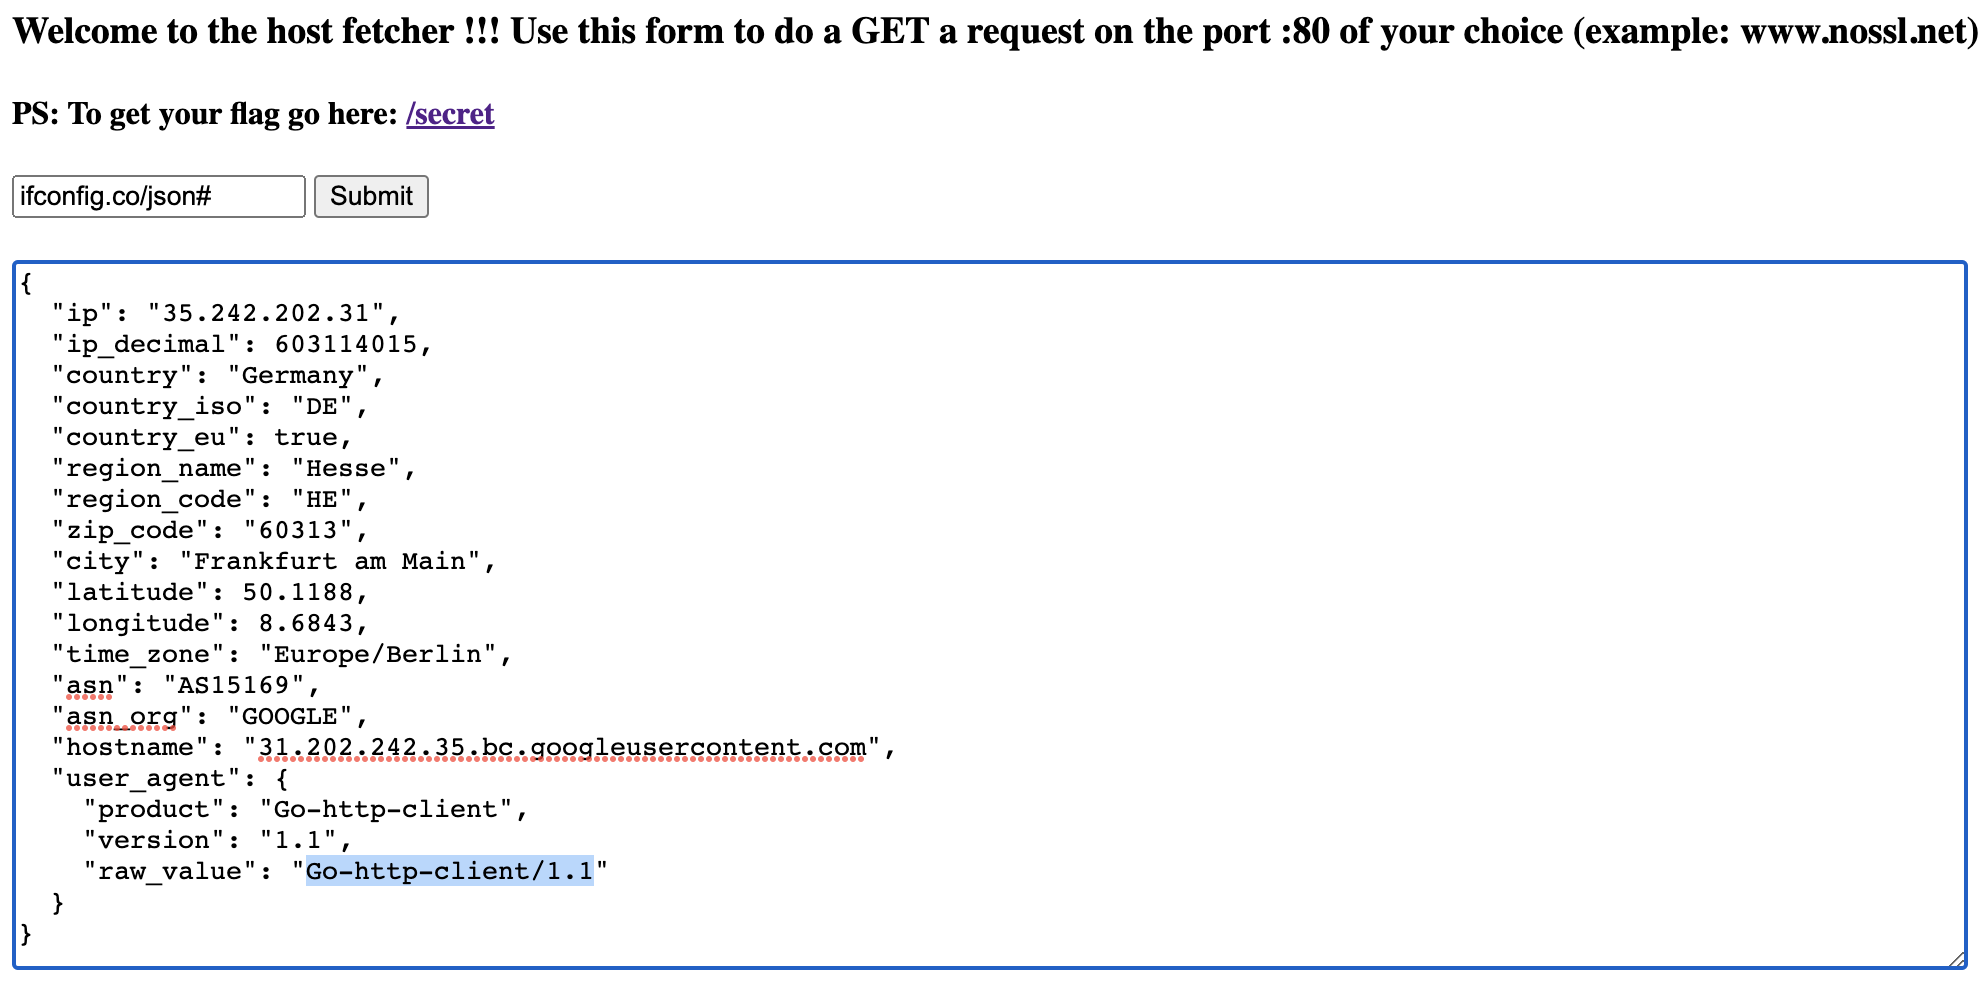 Welcome to the host fetcher !!! Use this form to do a GET a request on the port :80 of your choice (example: www.nossl.net)
PS: To get your flag go here: /secret
ifconfig.co/json# Submit
{
  "ip": "35.242.202.31",
  "ip_decimal": 603114015,
  "country": "Germany",
  "country_iso": "DE",
  "country_eu": true,
  "region_name": "Hesse",
  "region_code": "HE",
  "zip_code": "60313",
  "city": "Frankfurt am Main",
  "latitude": 50.1188,
  "longitude": 8.6843,
  "time_zone": "Europe/Berlin",
  "asn": "AS15169",
  "asn_org": "GOOGLE",
  "hostname": "31.202.242.35.bc.googleusercontent.com",
  "user_agent": {
    "product": "Go-http-client",
    "version": "1.1",
    "raw_value": "Go-http-client/1.1"
  }
}